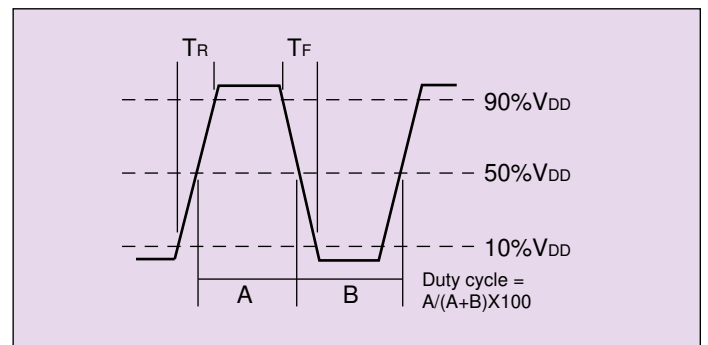 TR TF
90%VDD
50%VDD
10%VDD
A B
Duty cycle =
A/(A+B)X100